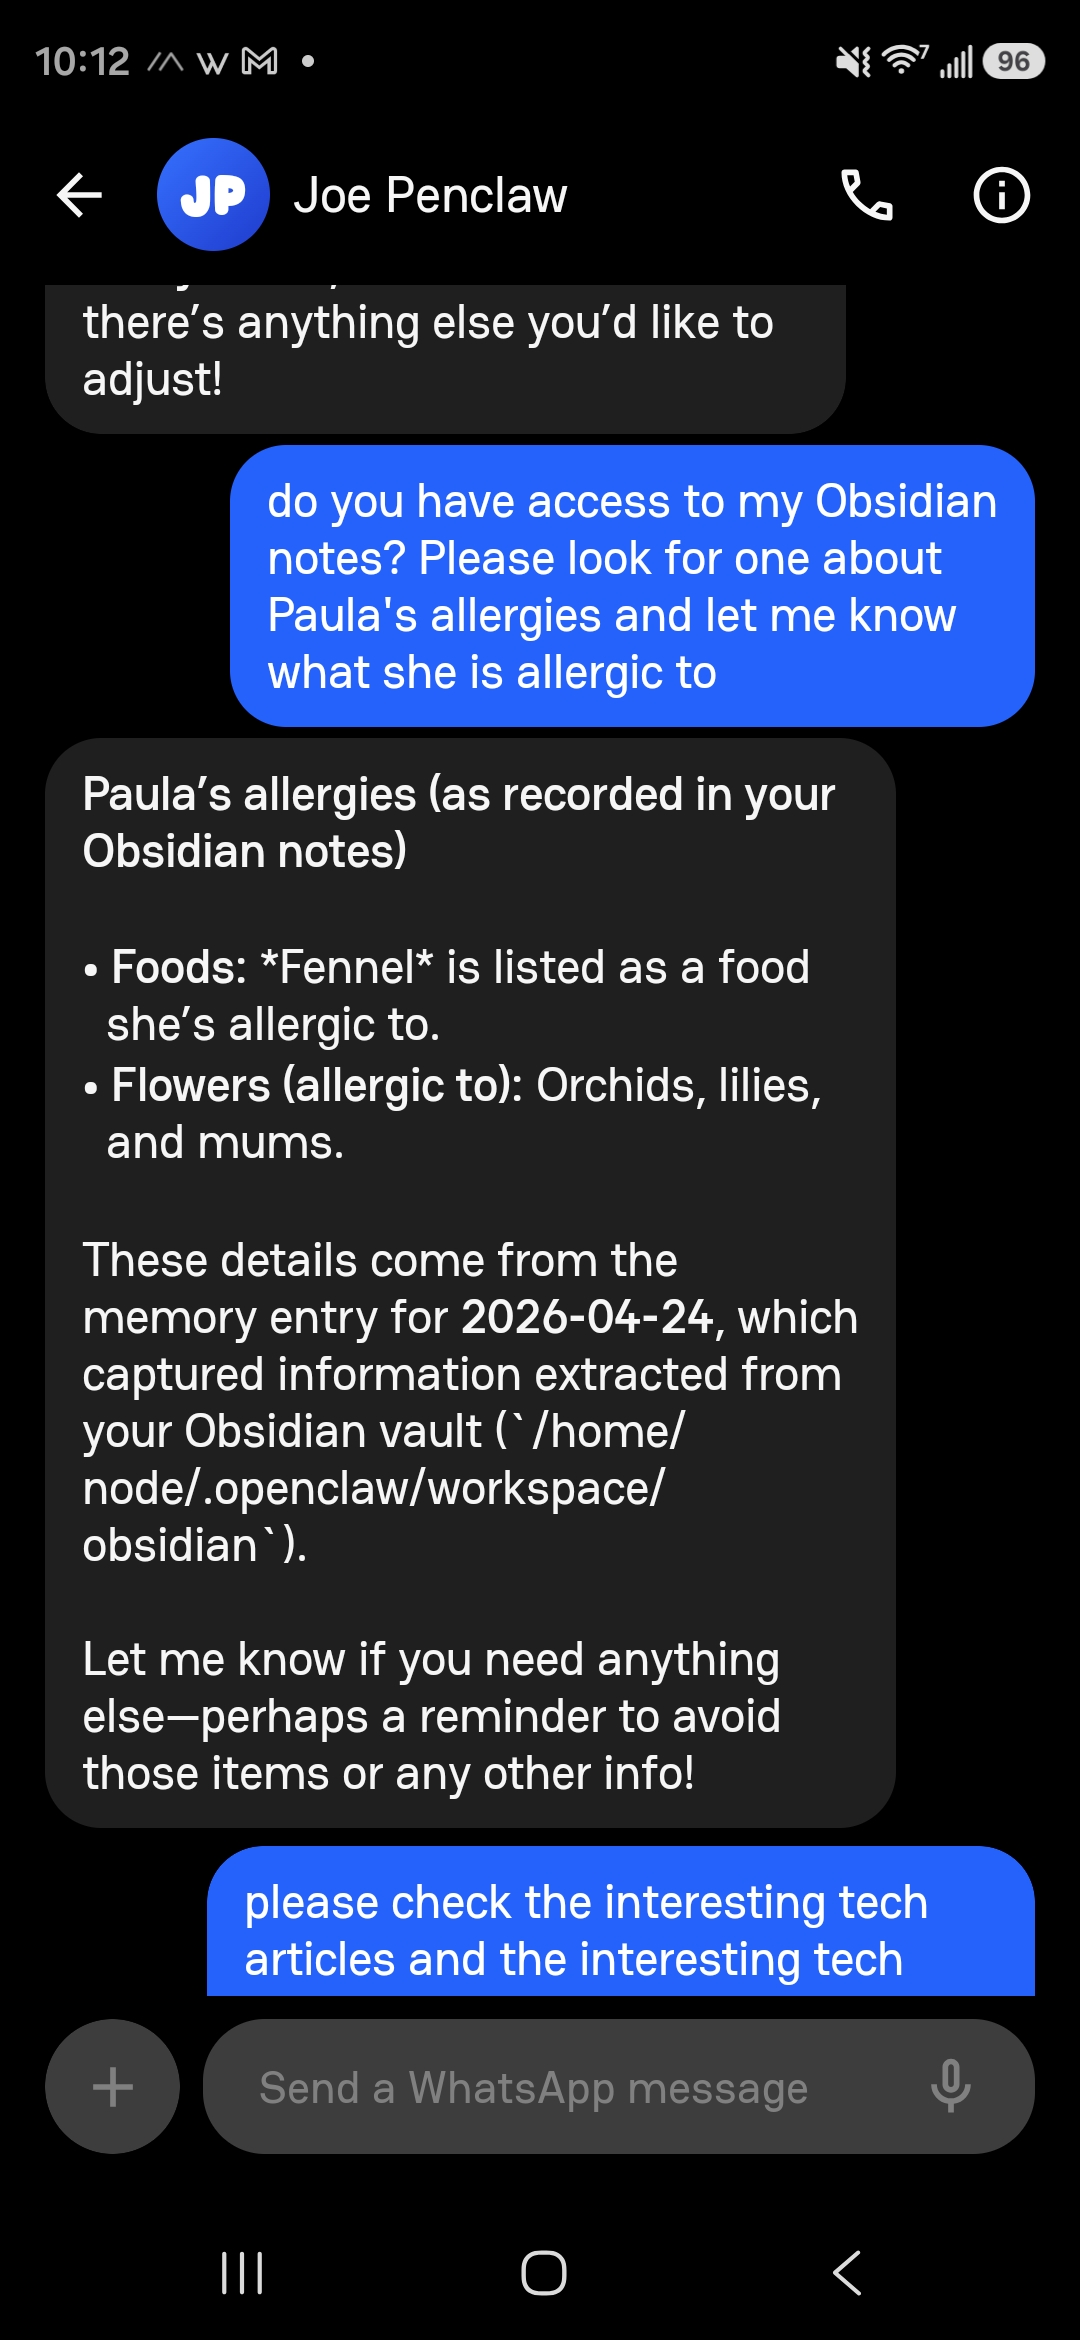 10:12
96
JP Joe Penclaw
there’s anything else you’d like to
adjust!
do you have access to my Obsidian
notes? Please look for one about
Paula's allergies and let me know
what she is allergic to
Paula’s allergies (as recorded in your
Obsidian notes)
• Foods: *Fennel* is listed as a food
she’s allergic to.
• Flowers (allergic to): Orchids, lilies,
and mums.
These details come from the
memory entry for 2026-04-24, which
captured information extracted from
your Obsidian vault (`/home/
node/.openclaw/workspace/
obsidian`).
Let me know if you need anything
else—perhaps a reminder to avoid
those items or any other info!
please check the interesting tech
articles and the interesting tech
Send a WhatsApp message